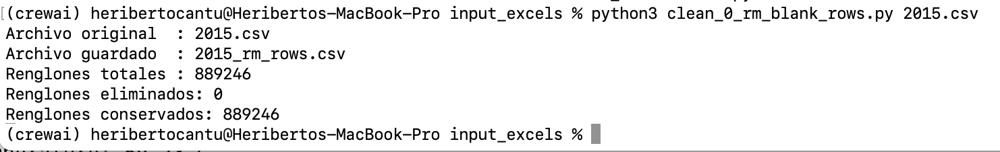 (crewai) heribertocantu@Heribertos-MacBook-Pro input_excels % python3 clean_0_rm_blank_rows.py 2015.csv
Archivo original  : 2015.csv
Archivo guardado  : 2015_rm_rows.csv
Renglones totales : 889246
Renglones eliminados: 0
Renglones conservados: 889246
(crewai) heribertocantu@Heribertos-MacBook-Pro input_excels %